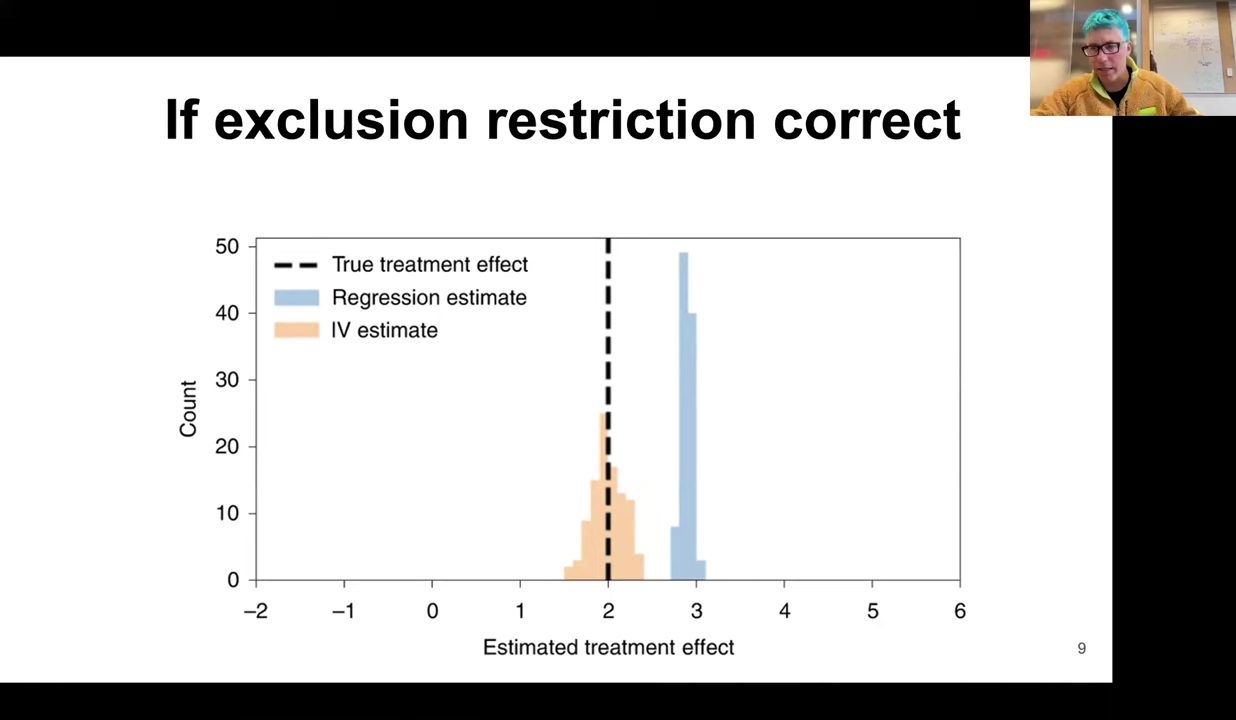 If exclusion restriction correct
50
40
30
20
10
0
Count
True treatment effect
Regression estimate
IV estimate
−2 −1 0 1 2 3 4 5 6
Estimated treatment effect
9